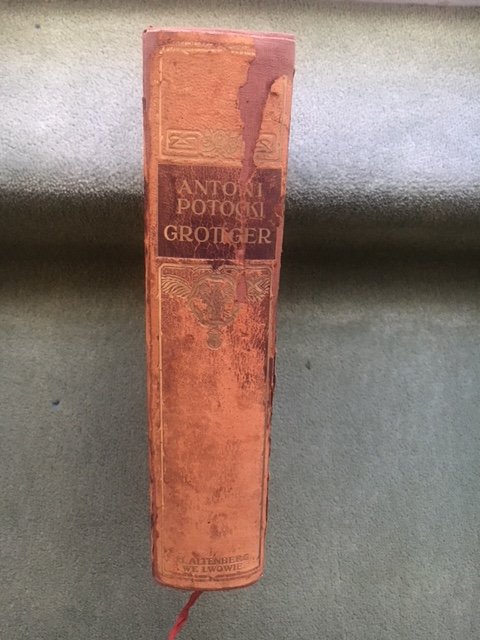 ANTONI
POTOCKI
GROTTGER
H. ALTENBERG
WE LWOWIE